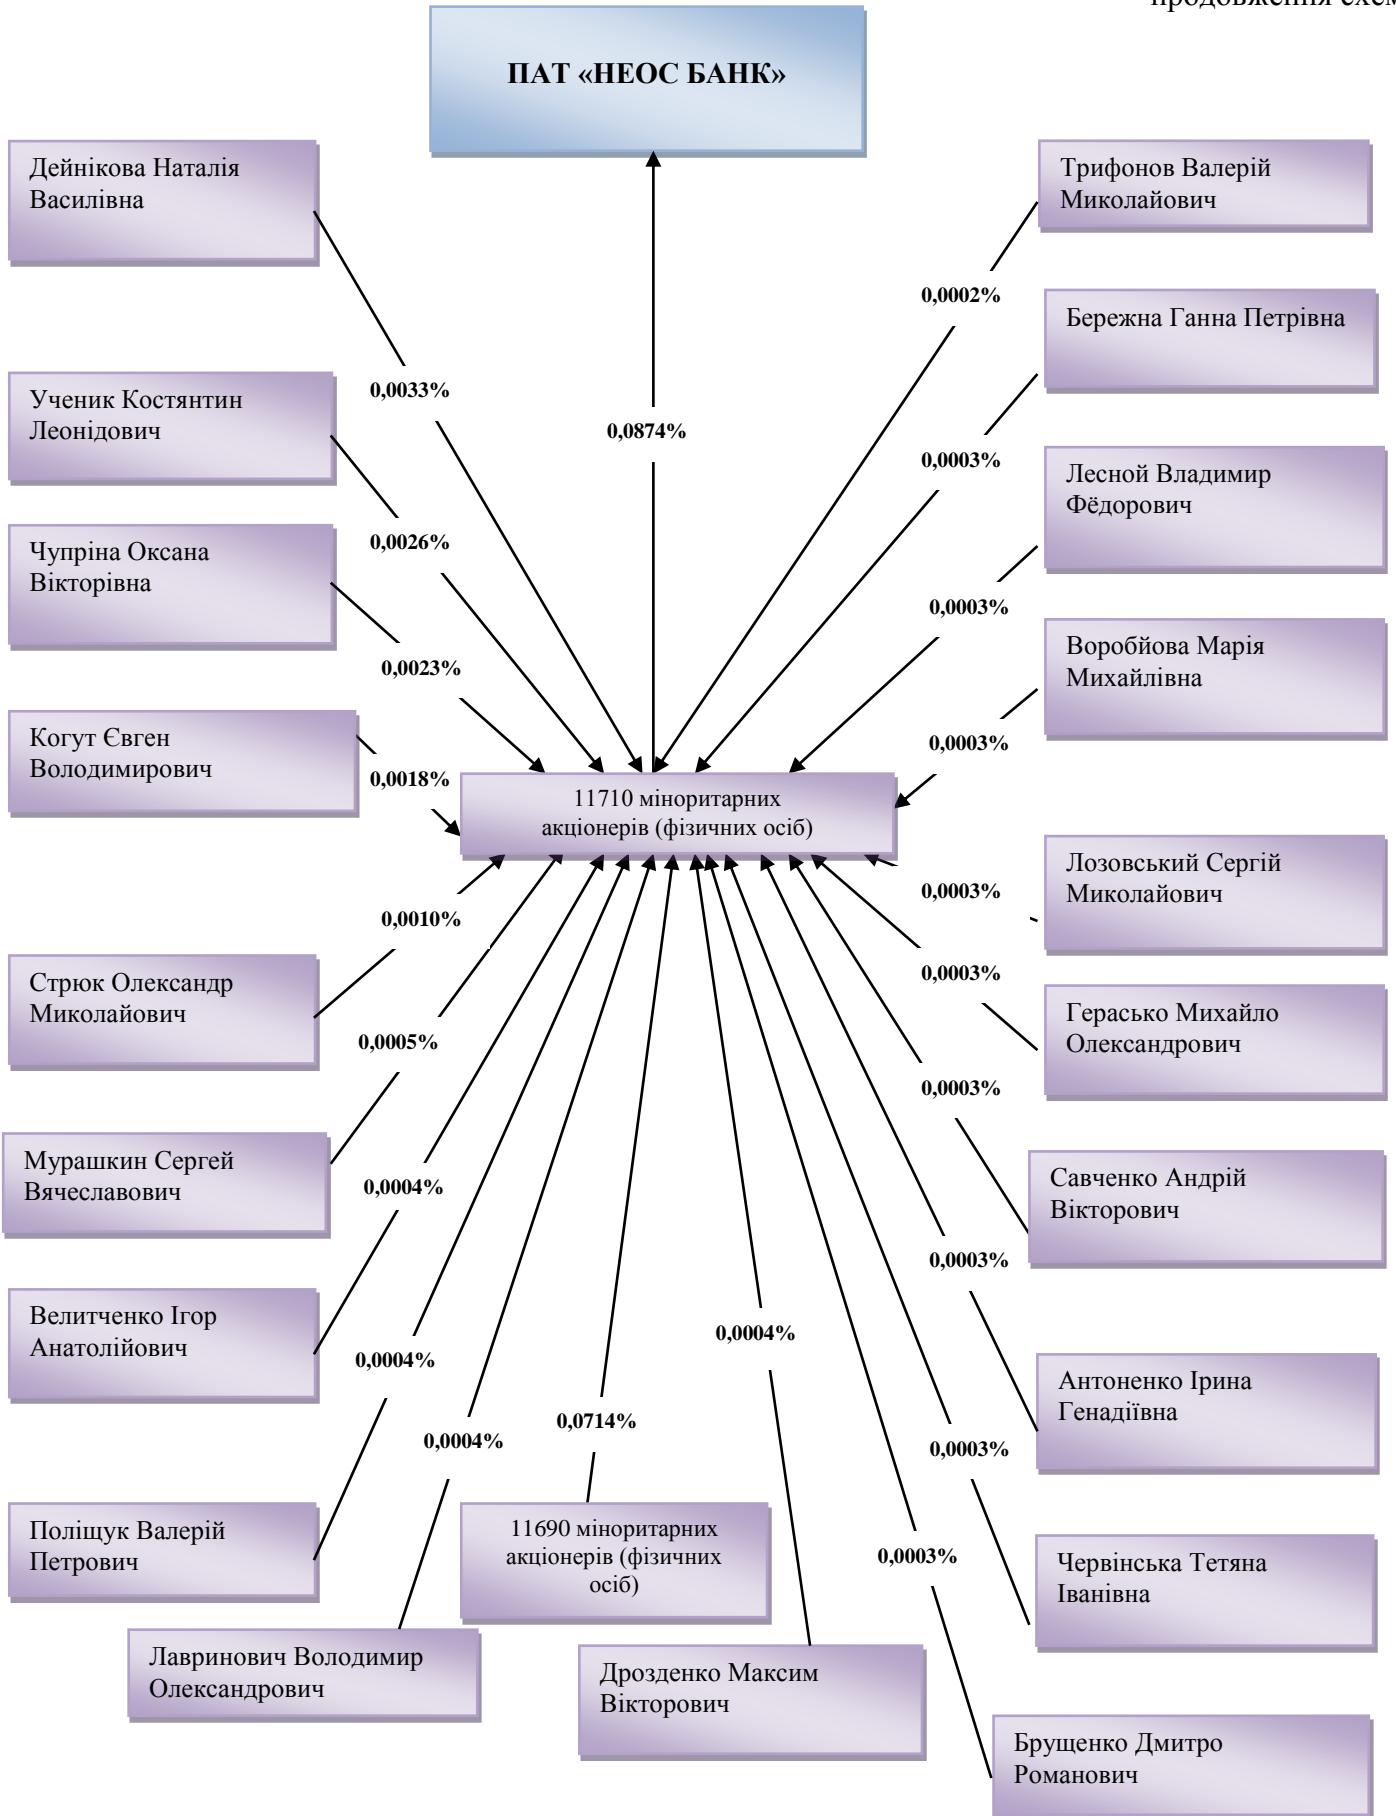 продовження схем
ПАТ «НЕОС БАНК»
Дейнікова Наталія
Василівна
Трифонов Валерій
Миколайович
0,0002%
Бережна Ганна Петрівна
Ученик Костянтин
Леонідович
0,0033%
0,0874%
0,0003%
Лесной Владимир
Фёдорович
0,0026%
Чупріна Оксана
Вікторівна
0,0003%
Воробйова Марія
Михайлівна
0,0023%
Когут Євген
Володимирович
0,0003%
0,0018%
11710 міноритарних
акціонерів (фізичних осіб)
Лозовський Сергій
Миколайович
0,0003%
0,0010%
Стрюк Олександр
Миколайович
0,0003%
Герасько Михайло
Олександрович
0,0005%
0,0003%
Мурашкин Сергей
Вячеславович
0,0004%
Савченко Андрій
Вікторович
0,0003%
Велитченко Ігор
Анатолійович
0,0004%
0,0004%
Антоненко Ірина
Генадіївна
0,0714%
0,0004%
0,0003%
Поліщук Валерій
Петрович
11690 міноритарних
акціонерів (фізичних
осіб)
0,0003%
Червінська Тетяна
Іванівна
Лавринович Володимир
Олександрович
Дрозденко Максим
Вікторович
Брущенко Дмитро
Романович